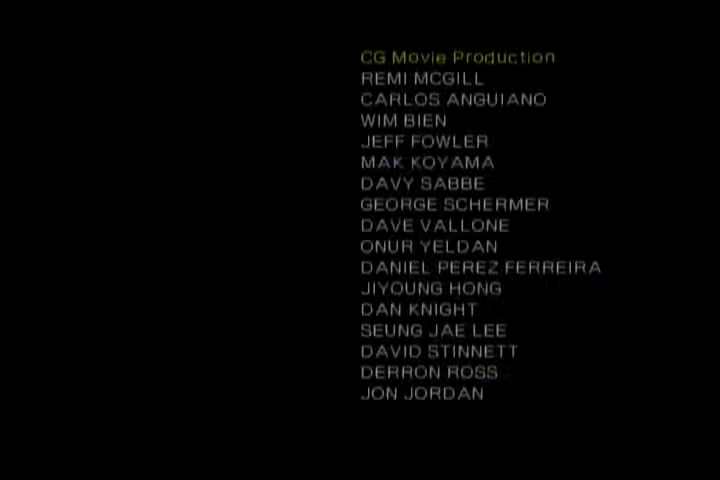 CG Movie Production
REMI MCGILL
CARLOS ANGUIANO
WIM BIEN
JEFF FOWLER
MAK KOYAMA
DAVY SABBE
GEORGE SCHERMER
DAVE VALLONE
ONUR YELDAN
DANIEL PEREZ FERREIRA
JIYOUNG HONG
DAN KNIGHT
SEUNG JAE LEE
DAVID STINNETT
DERRON ROSS
JON JORDAN